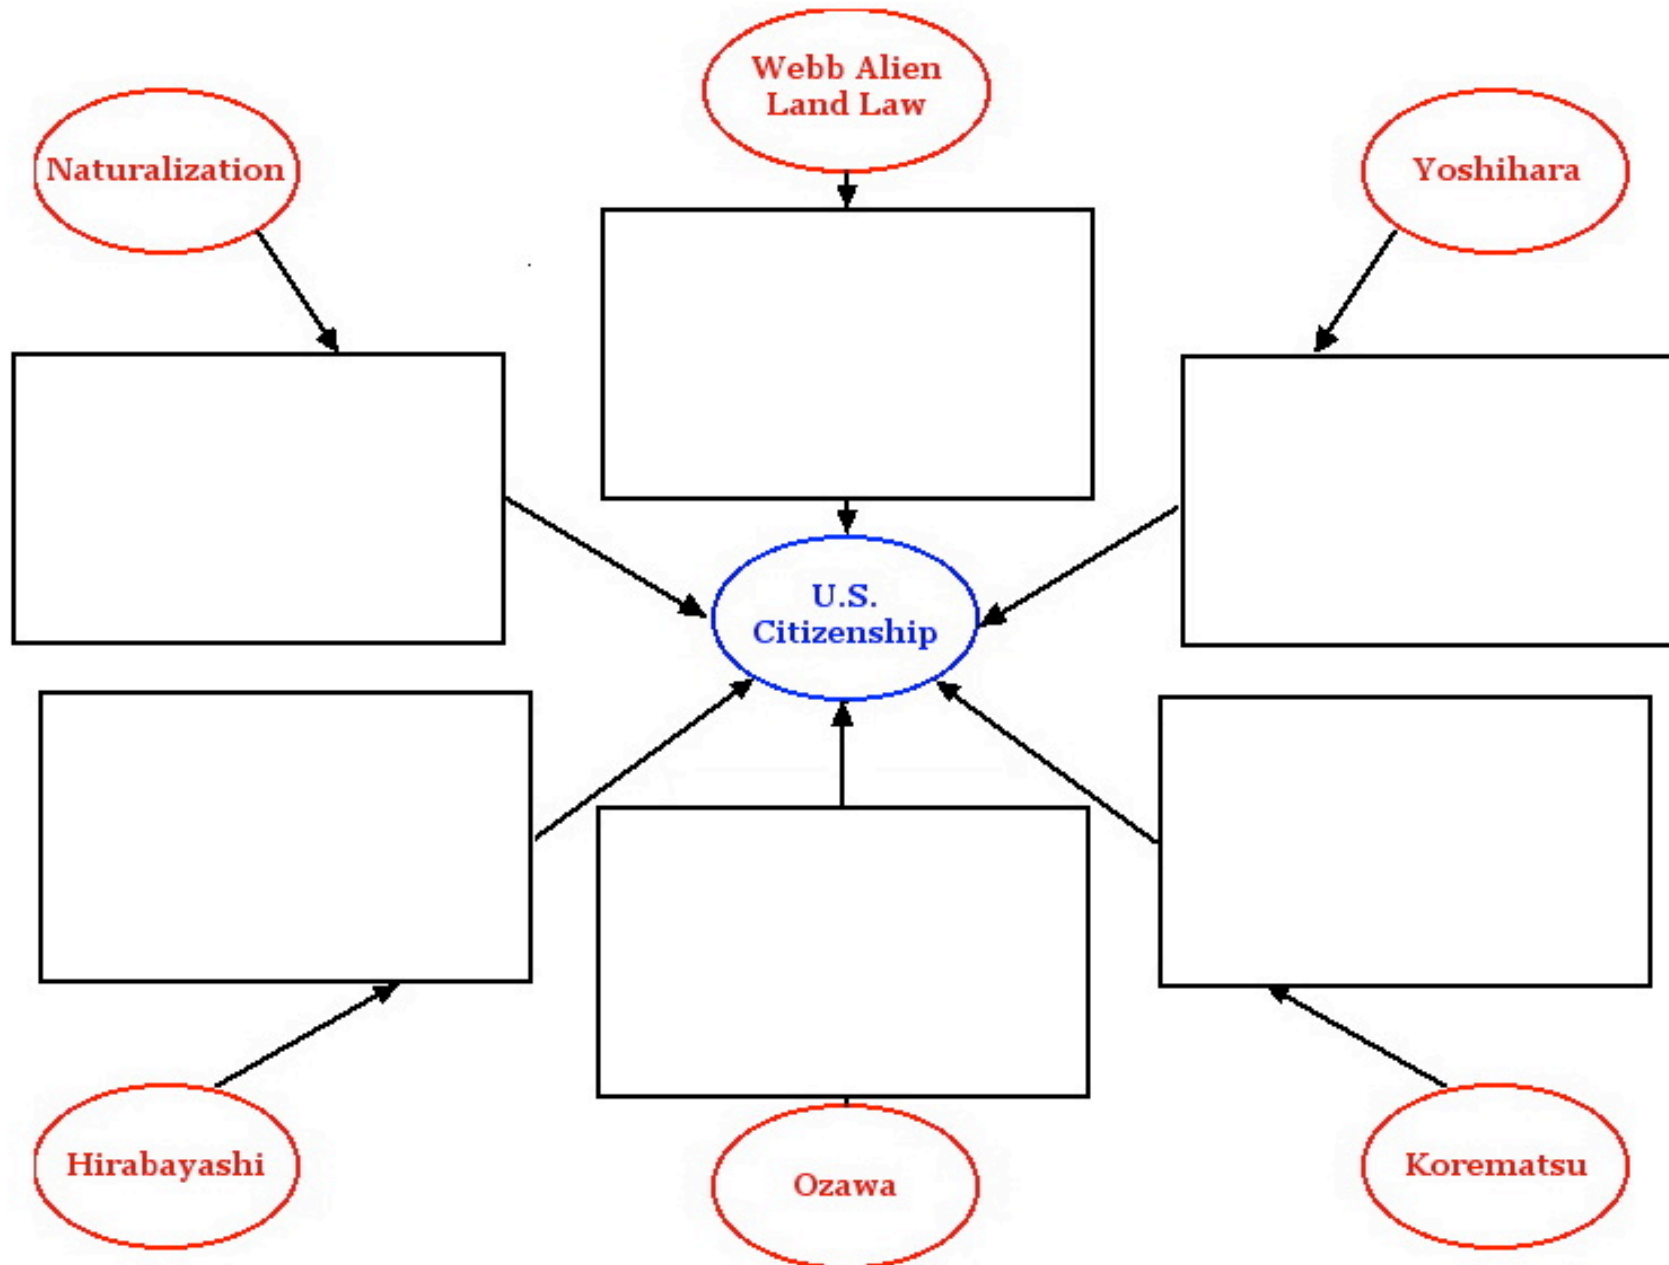 Webb Alien
Land Law
Naturalization
Yoshihara
U.S.
Citizenship
Hirabayashi
Ozawa
Korematsu